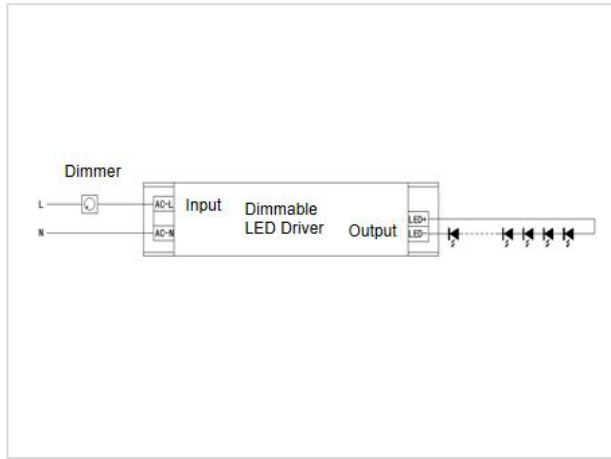 Dimmer
L
AC-L
Input
Dimmable
LED Driver
LED+
N
AC-N
Output
LED-